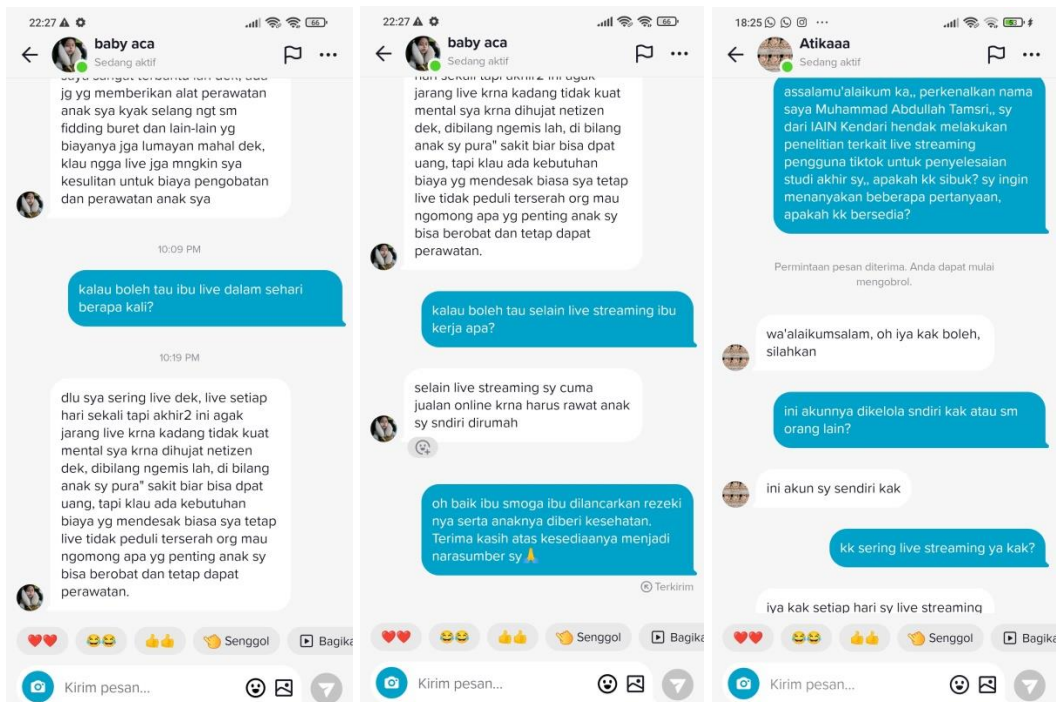 22:27
66
baby aca
Sedang aktif
saya sangat terbantu lah dek, ada
jg yg memberikan alat perawatan
anak sya kyak selang ngt sm
fidding buret dan lain-lain yg
biayanya jga lumayan mahal dek,
klau ngga live jga mngkin sya
kesulitan untuk biaya pengobatan
dan perawatan anak sya
10:09 PM
kalau boleh tau ibu live dalam sehari
berapa kali?
10:19 PM
dlu sya sering live dek, live setiap
hari sekali tapi akhir2 ini agak
jarang live krna kadang tidak kuat
mental sya krna dihujat netizen
dek, dibilang ngemis lah, di bilang
anak sy pura" sakit biar bisa dpat
uang, tapi klau ada kebutuhan
biaya yg mendesak biasa sya tetap
live tidak peduli terserah org mau
ngomong apa yg penting anak sy
bisa berobat dan tetap dapat
perawatan.
Senggol
Bagika
Kirim pesan...
22:27
66
baby aca
Sedang aktif
hari sekali tapi akhir2 ini agak
jarang live krna kadang tidak kuat
mental sya krna dihujat netizen
dek, dibilang ngemis lah, di bilang
anak sy pura" sakit biar bisa dpat
uang, tapi klau ada kebutuhan
biaya yg mendesak biasa sya tetap
live tidak peduli terserah org mau
ngomong apa yg penting anak sy
bisa berobat dan tetap dapat
perawatan.
kalau boleh tau selain live streaming ibu
kerja apa?
selain live streaming sy cuma
jualan online krna harus rawat anak
sy sndiri dirumah
oh baik ibu smoga ibu dilancarkan rezeki
nya serta anaknya diberi kesehatan.
Terima kasih atas kesediaanya menjadi
narasumber sy🙏
Terkirim
Senggol
Bagika
Kirim pesan...
18:25
53
Atikaaa
Sedang aktif
assalamu'alaikum ka,, perkenalkan nama
saya Muhammad Abdullah Tamsri,, sy
dari IAIN Kendari hendak melakukan
penelitian terkait live streaming
pengguna tiktok untuk penyelesaian
studi akhir sy,, apakah kk sibuk? sy ingin
menanyakan beberapa pertanyaan,
apakah kk bersedia?
Permintaan pesan diterima. Anda dapat mulai
mengobrol.
wa'alaikumsalam, oh iya kak boleh,
silahkan
ini akunnya dikelola sndiri kak atau sm
orang lain?
ini akun sy sendiri kak
kk sering live streaming ya kak?
iya kak setiap hari sy live streaming
Senggol
Bagika
Kirim pesan...